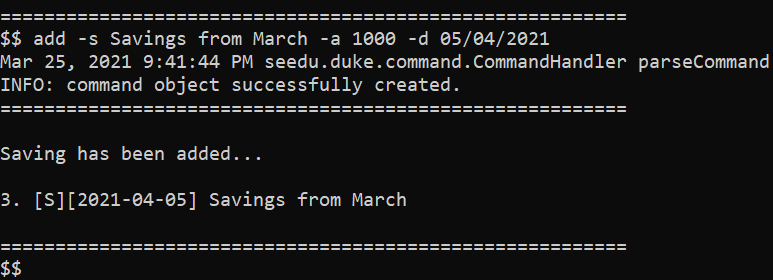 =========================================================
$$ add -s Savings from March -a 1000 -d 05/04/2021
Mar 25, 2021 9:41:44 PM seedu.duke.command.CommandHandler parseCommand
INFO: command object successfully created.
=========================================================
Saving has been added...
3. [S][2021-04-05] Savings from March
=========================================================
$$